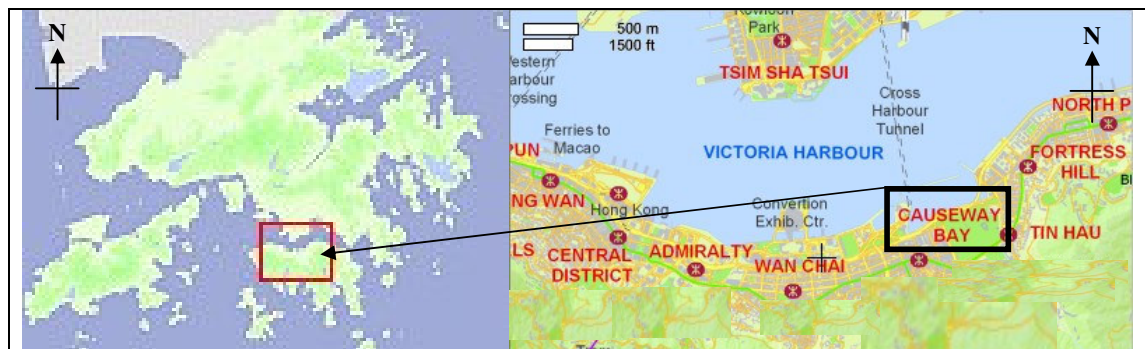 N
500 m
1500 ft
Kowloon
Park
N
TSIM SHA TSUI
Western
Harbour
Crossing
Cross
Harbour
Tunnel
NORTH P
Ferries to
Macao
VICTORIA HARBOUR
FORTRESS
HILL
PUN
NG WAN
Hong Kong
Convertion
Exhib. Ctr.
CAUSEWAY
BAY
TIN HAU
LS
CENTRAL
DISTRICT
ADMIRALTY
WAN CHAI